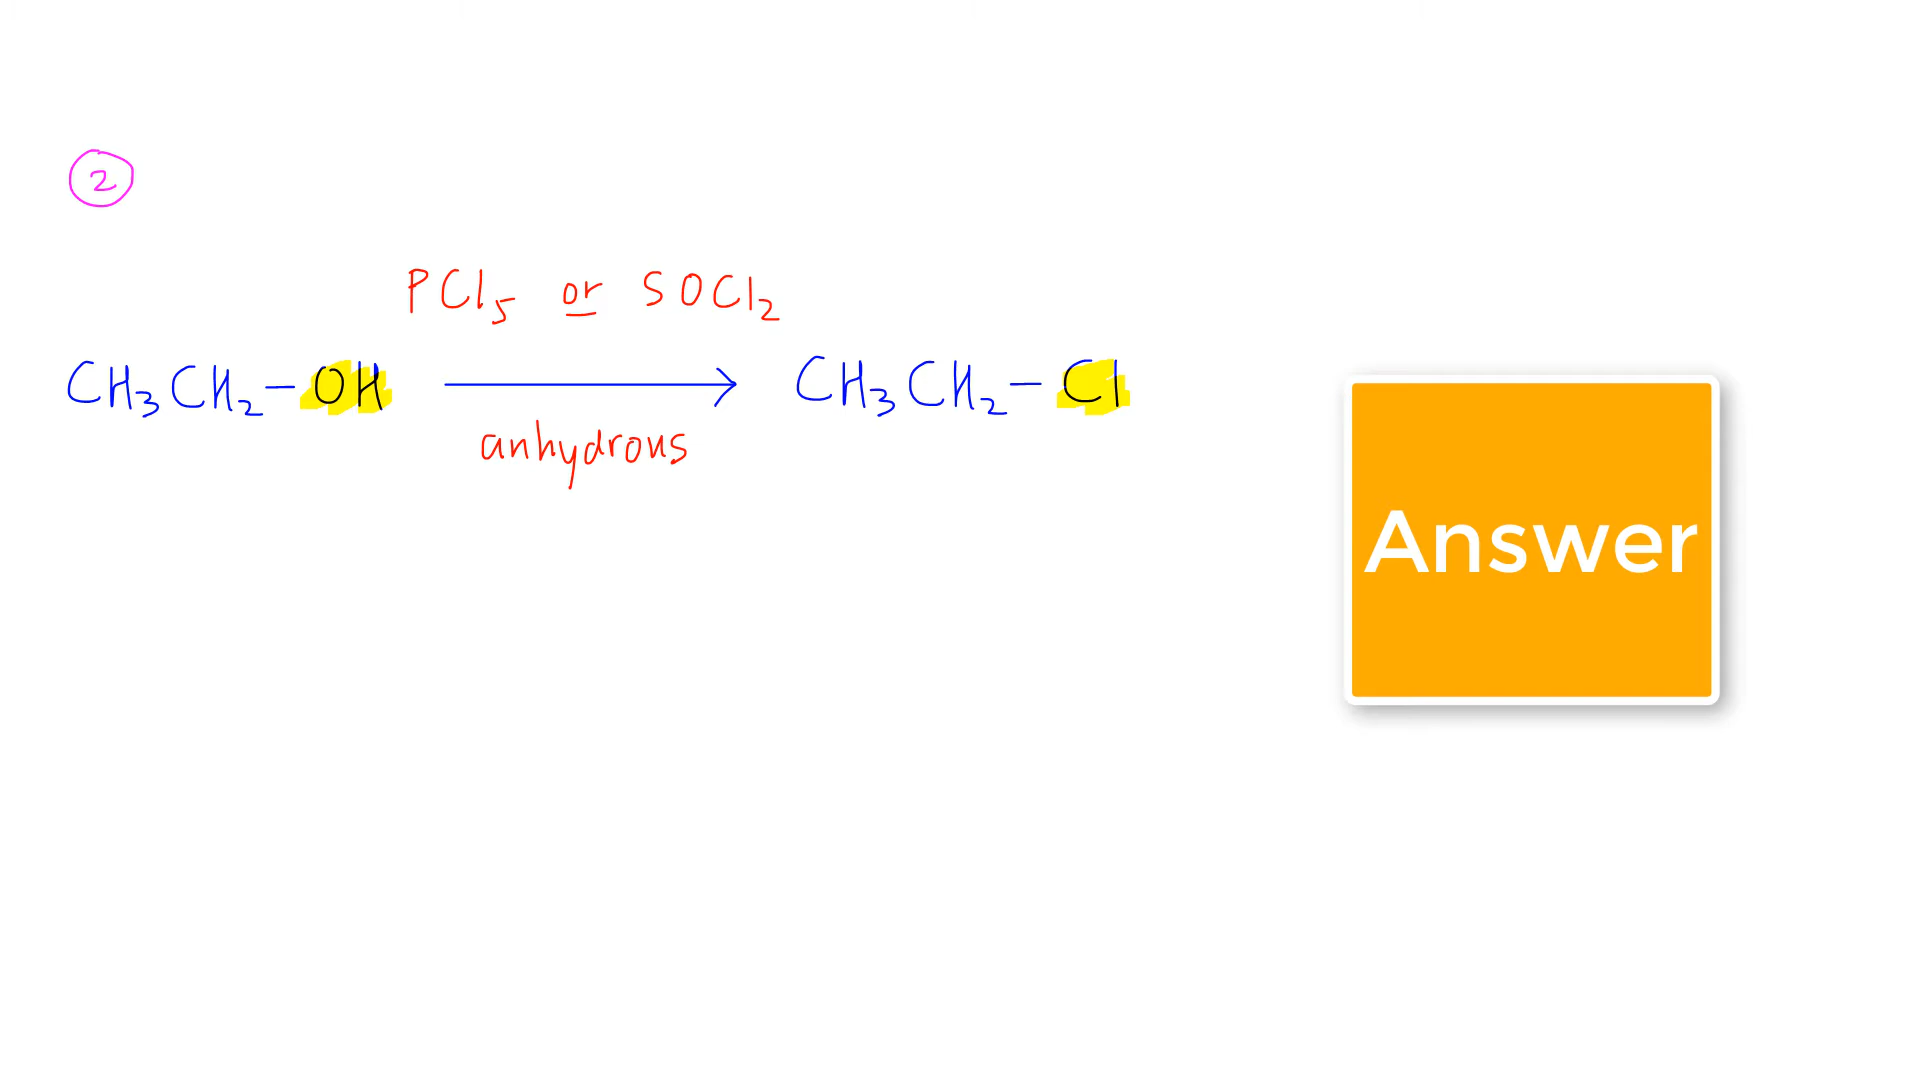 2
PCl₅ or SOCl₂
CH₃CH₂-OH → CH₃CH₂-Cl
anhydrous
Answer